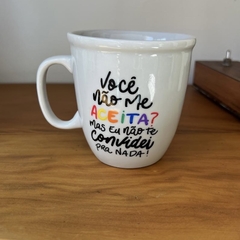 Você
não me
ACEITA?
mas eu não te
Convidei
PRA NADA!